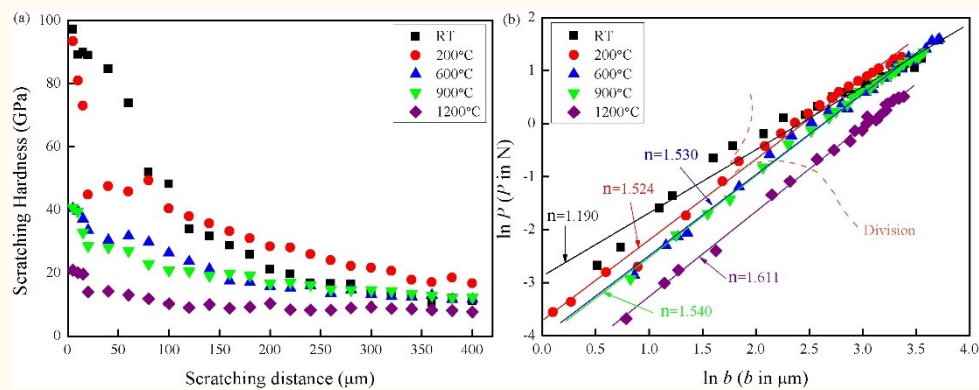 (a)
100
80
60
40
20
0
Scratching Hardness (GPa)
RT
200°C
600°C
900°C
1200°C
0 50 100 150 200 250 300 350 400
Scratching distance (μm)
(b)
2
1
0
-1
-2
-3
-4
ln P (P in N)
RT
200°C
600°C
900°C
1200°C
n=1.530
n=1.524
n=1.190
Division
n=1.611
n=1.540
0.0 0.5 1.0 1.5 2.0 2.5 3.0 3.5 4.0
ln b (b in μm)